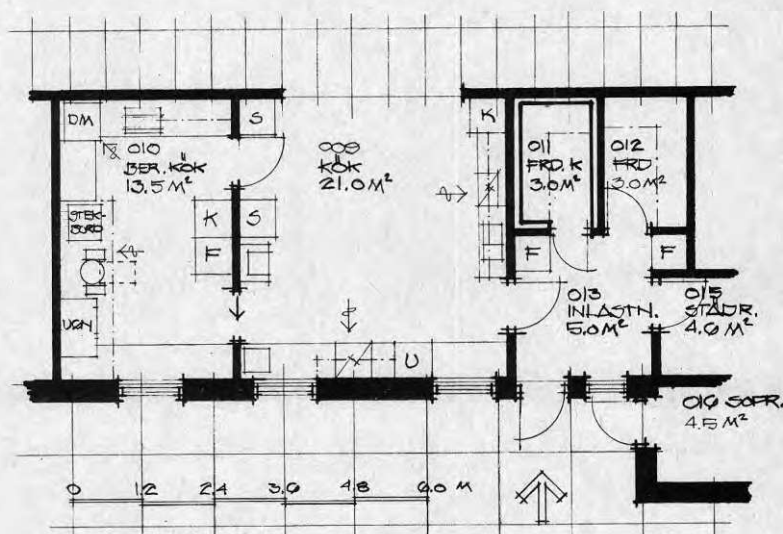 DM
S
K
010
BER. KÖK
13.5 M²
KÖK
21.0 M²
011
FRD. K
3.0 M²
012
FRD
3.0 M²
STEK-
BORD
K
S
F
F
F
UGN
013
INLASTN.
5.0 M²
015
STÄDR.
4.6 M²
U
016 SOPR.
4.5 M²
0 1.2 2.4 3.6 4.8 6.0 M